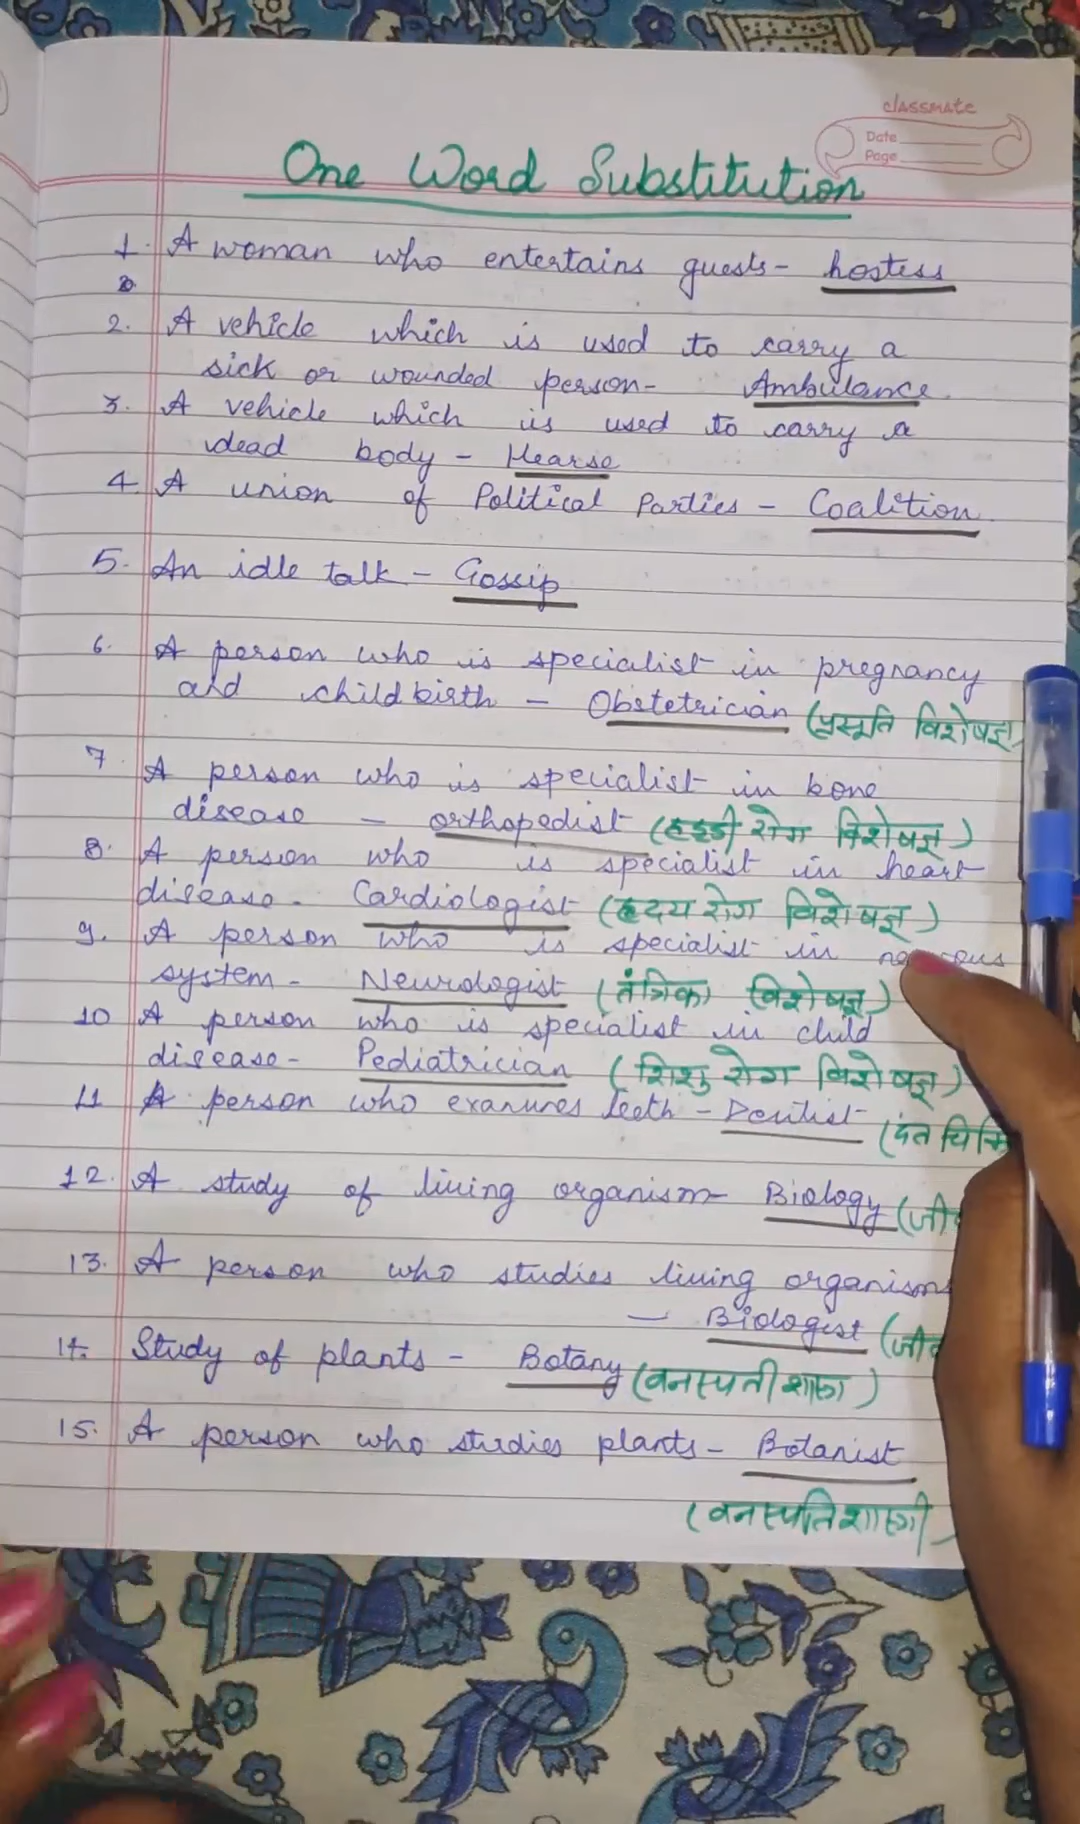 classmate
Date
Page
One Word Substitution
1. A woman who entertains guests - hostess
2. A vehicle which is used to carry a
sick or wounded person - Ambulance.
3. A vehicle which is used to carry a
dead body - Hearse
4. A union of Political Parties - Coalition
5. An idle talk - Gossip
6. A person who is specialist in pregnancy
and childbirth - Obstetrician (प्रसूति विशेषज्ञ)
7. A person who is specialist in bone
disease - orthopedist (हड्डी रोग विशेषज्ञ)
8. A person who is specialist in heart
disease - Cardiologist (हृदय रोग विशेषज्ञ)
9. A person who is specialist in
system - Neurologist (तंत्रिका विशेषज्ञ)
10 A person who is specialist in child
disease - Pediatrician (शिशु रोग विशेषज्ञ)
11 A person who examines teeth - Dentist (दंत
12. A study of living organism - Biology
13. A person who studies living organism
- Biologist
14. Study of plants - Botany (वनस्पती शास्त्र)
15. A person who studies plants - Botanist
(वनस्पतिशास्त्री)